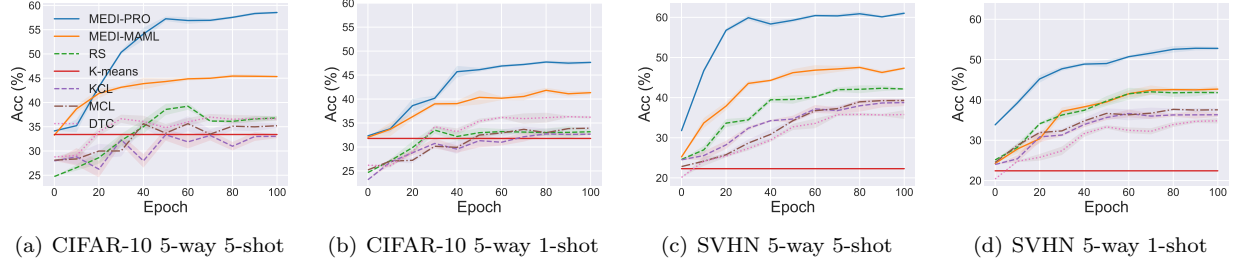 60
55
50
45
40
35
30
25
Acc (%)
MEDI-PRO
MEDI-MAML
RS
K-means
KCL
MCL
DTC
0 20 40 60 80 100
Epoch
(a) CIFAR-10 5-way 5-shot
60
55
50
45
40
35
30
25
Acc (%)
0 20 40 60 80 100
Epoch
(b) CIFAR-10 5-way 1-shot
60
50
40
30
20
Acc (%)
0 20 40 60 80 100
Epoch
(c) SVHN 5-way 5-shot
60
50
40
30
20
Acc (%)
0 20 40 60 80 100
Epoch
(d) SVHN 5-way 1-shot